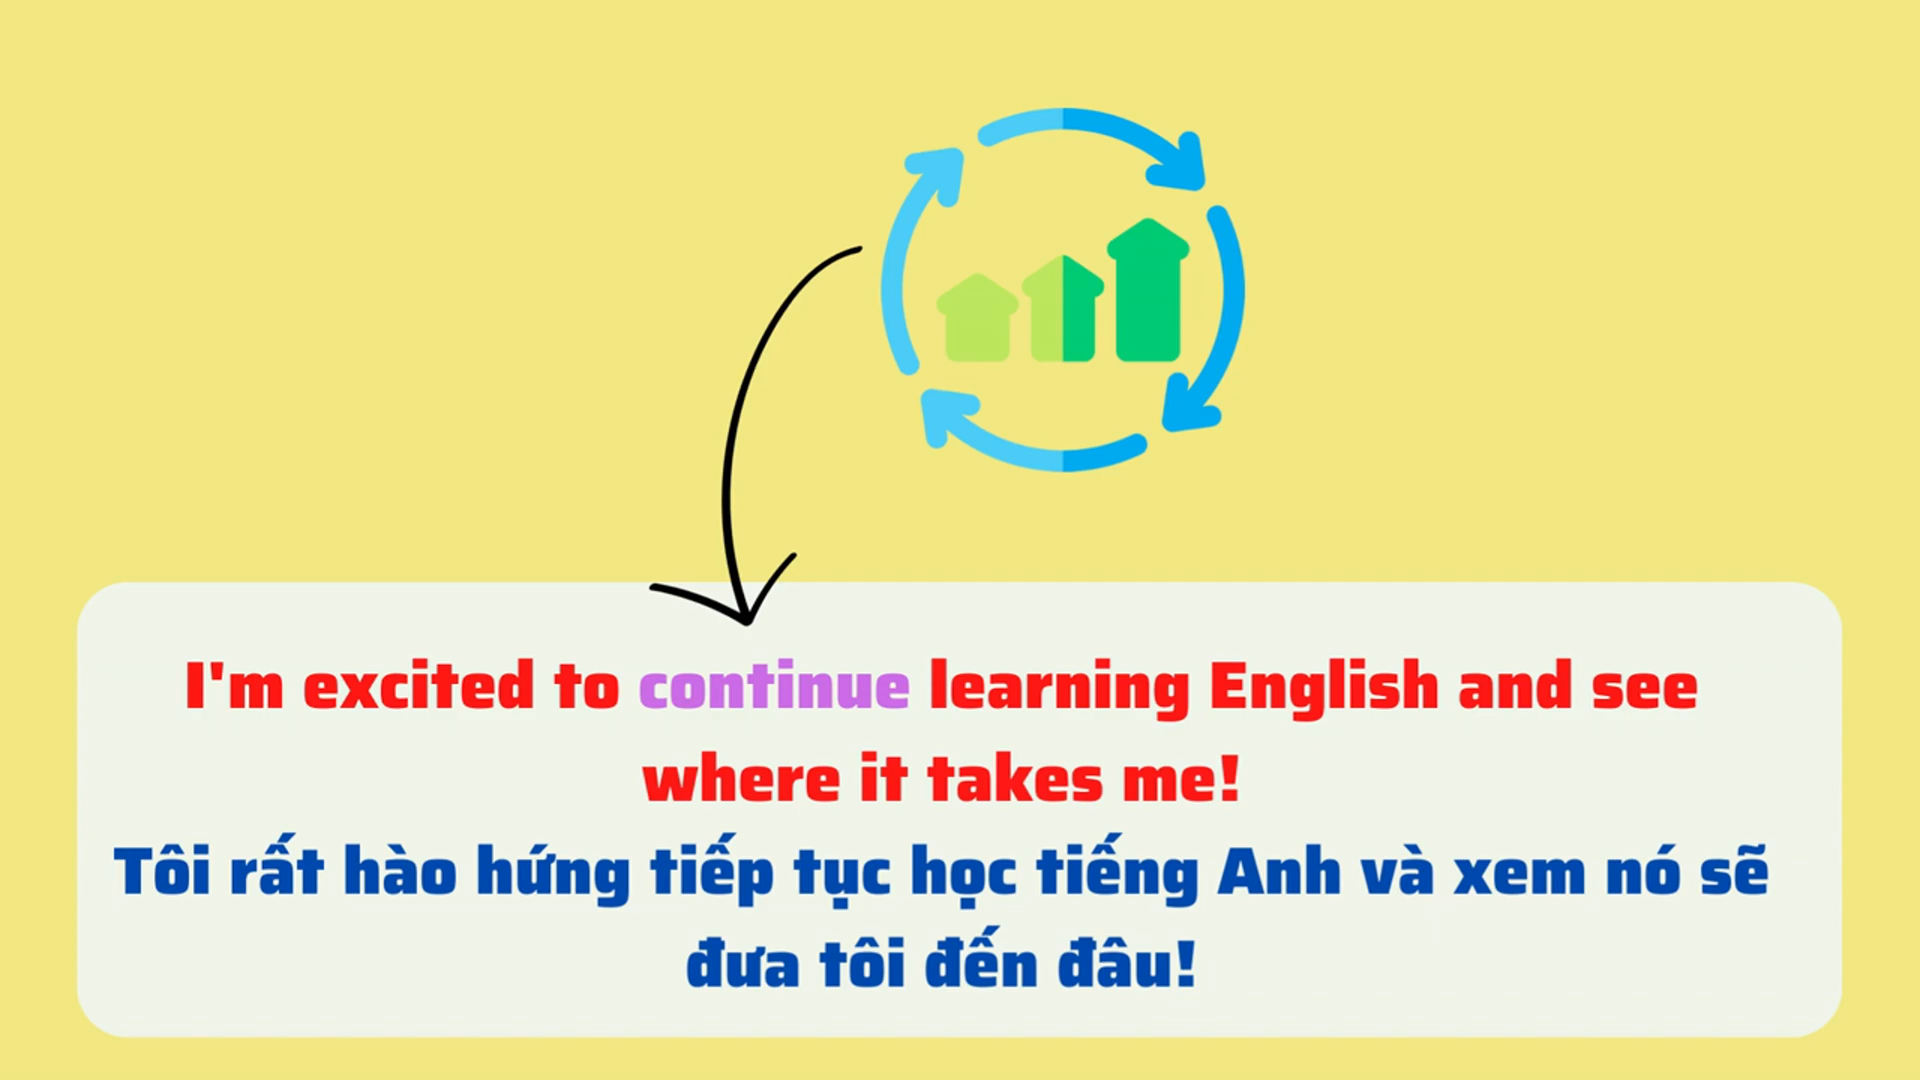 I'm excited to continue learning English and see
where it takes me!
Tôi rất hào hứng tiếp tục học tiếng Anh và xem nó sẽ
đưa tôi đến đâu!